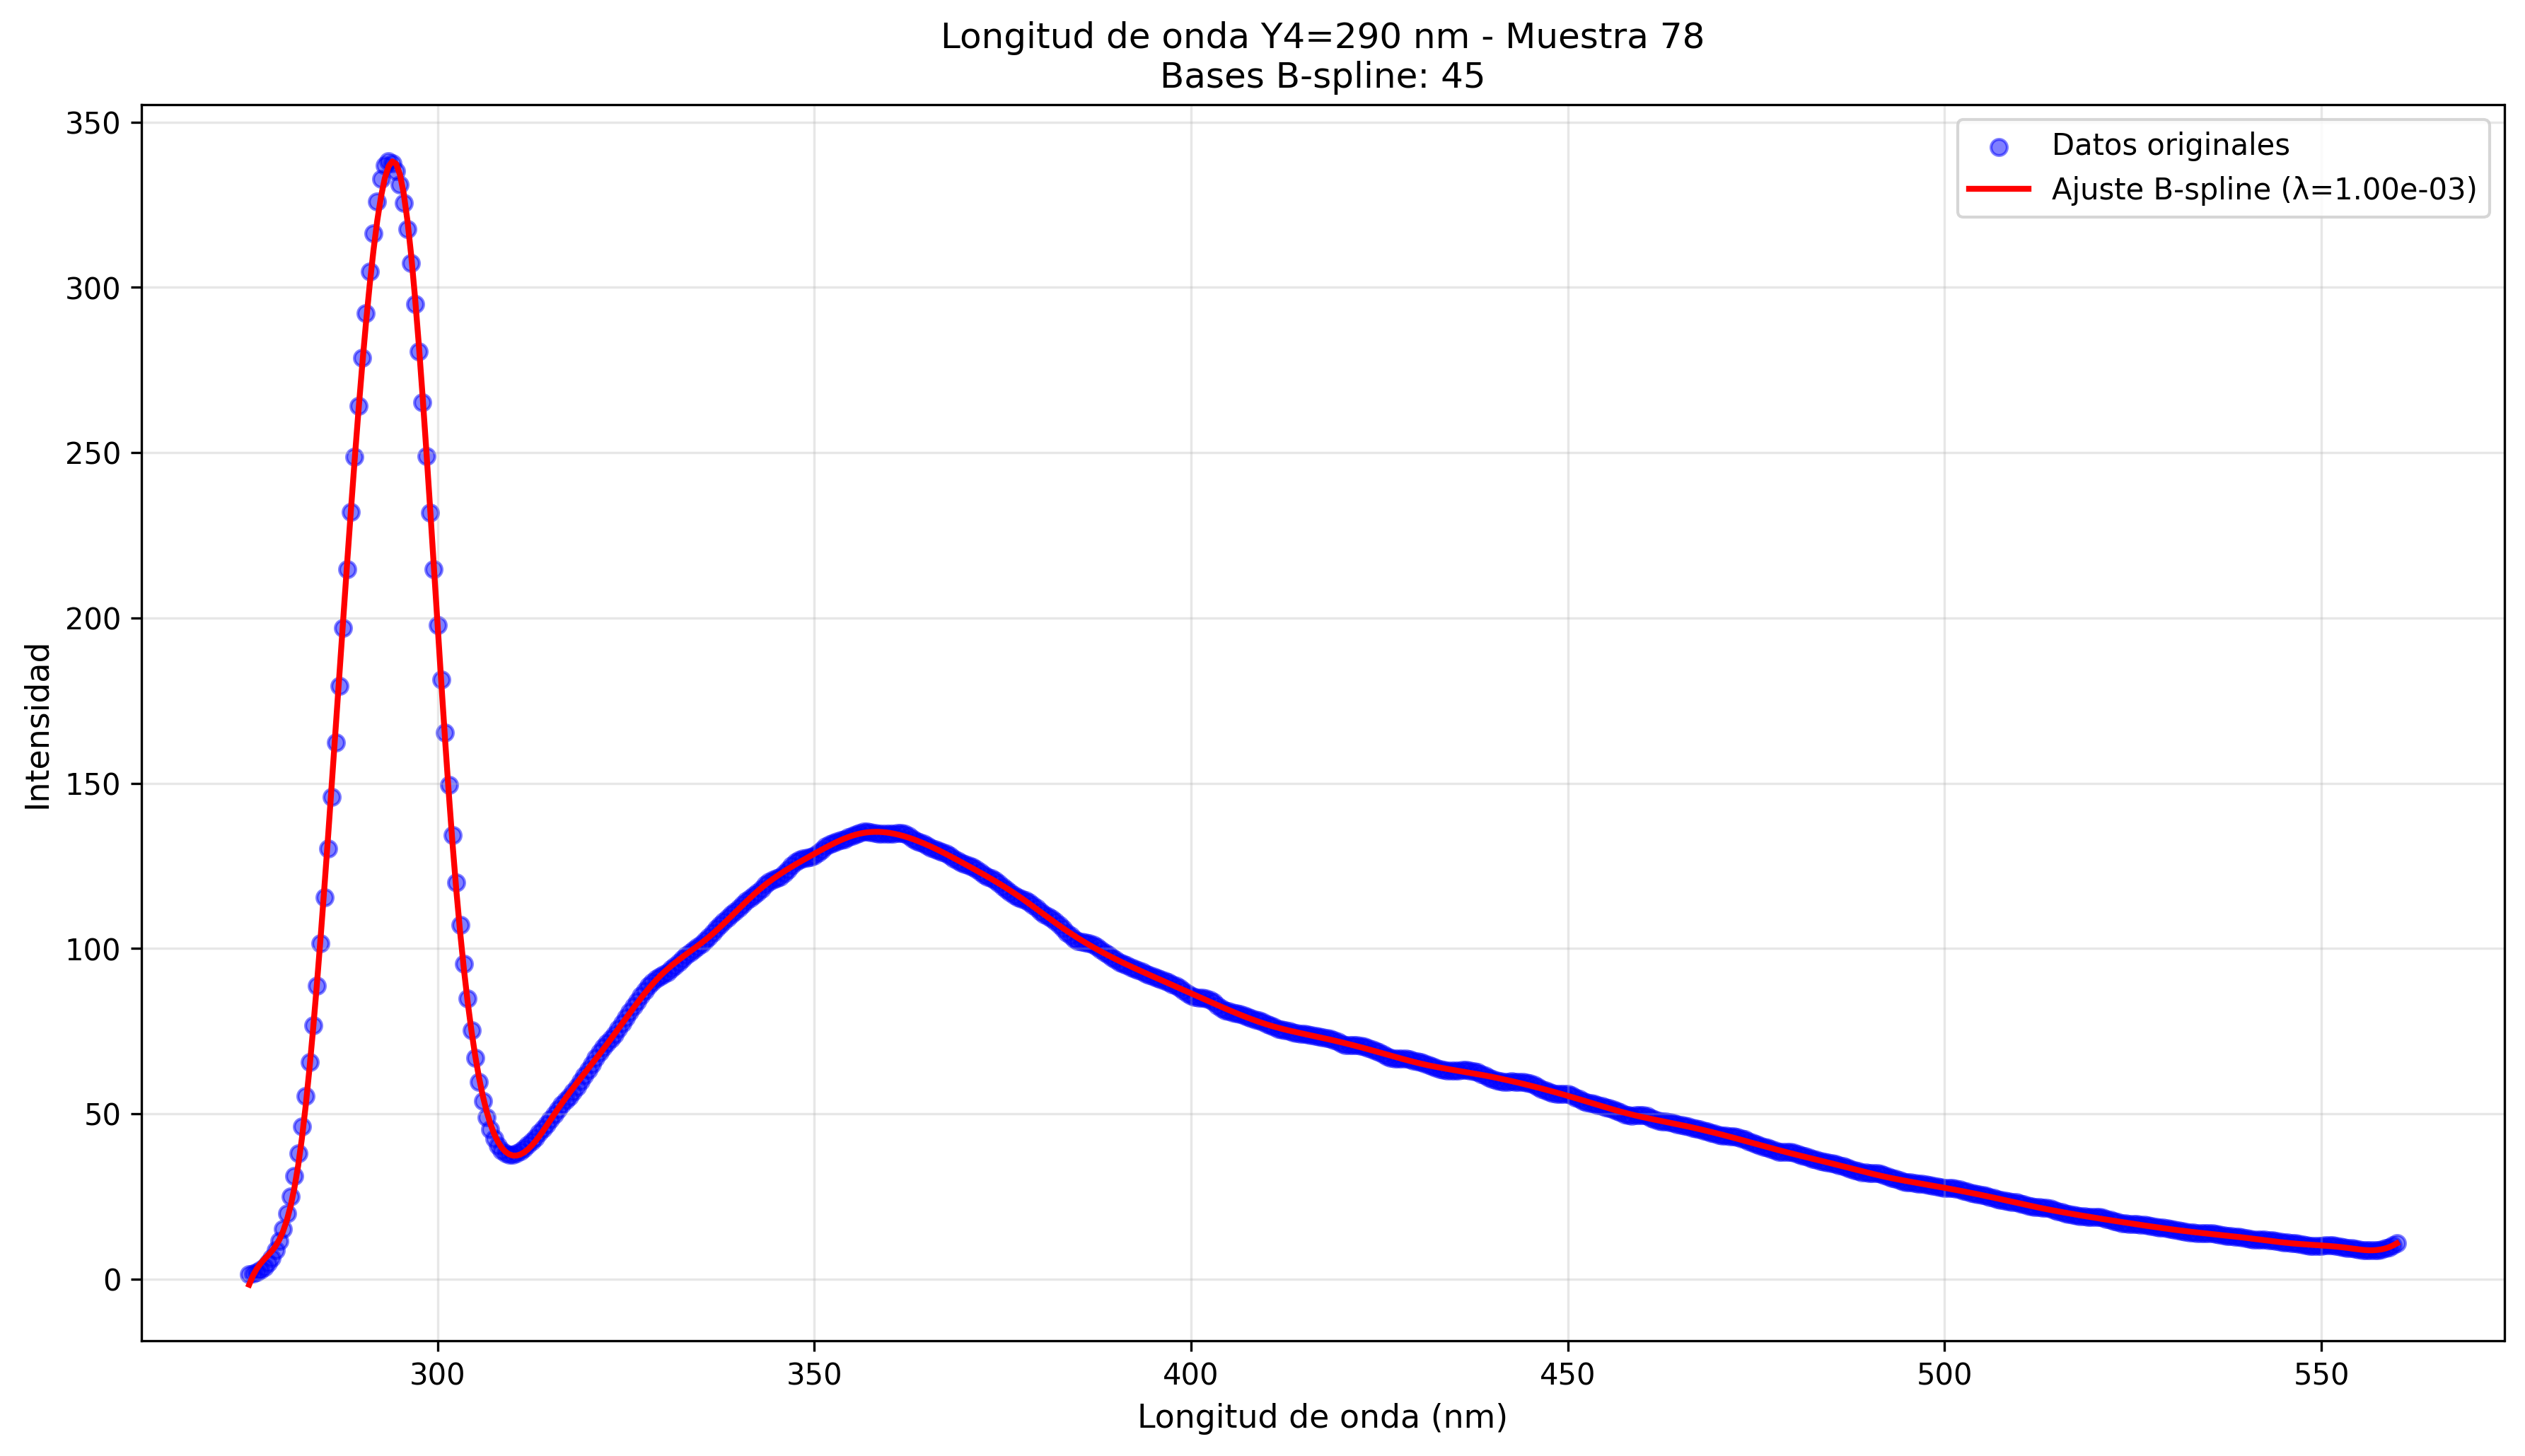 Longitud de onda Y4=290 nm - Muestra 78
Bases B-spline: 45
Datos originales
Ajuste B-spline (λ=1.00e-03)
Intensidad
350
300
250
200
150
100
50
0
300 350 400 450 500 550
Longitud de onda (nm)